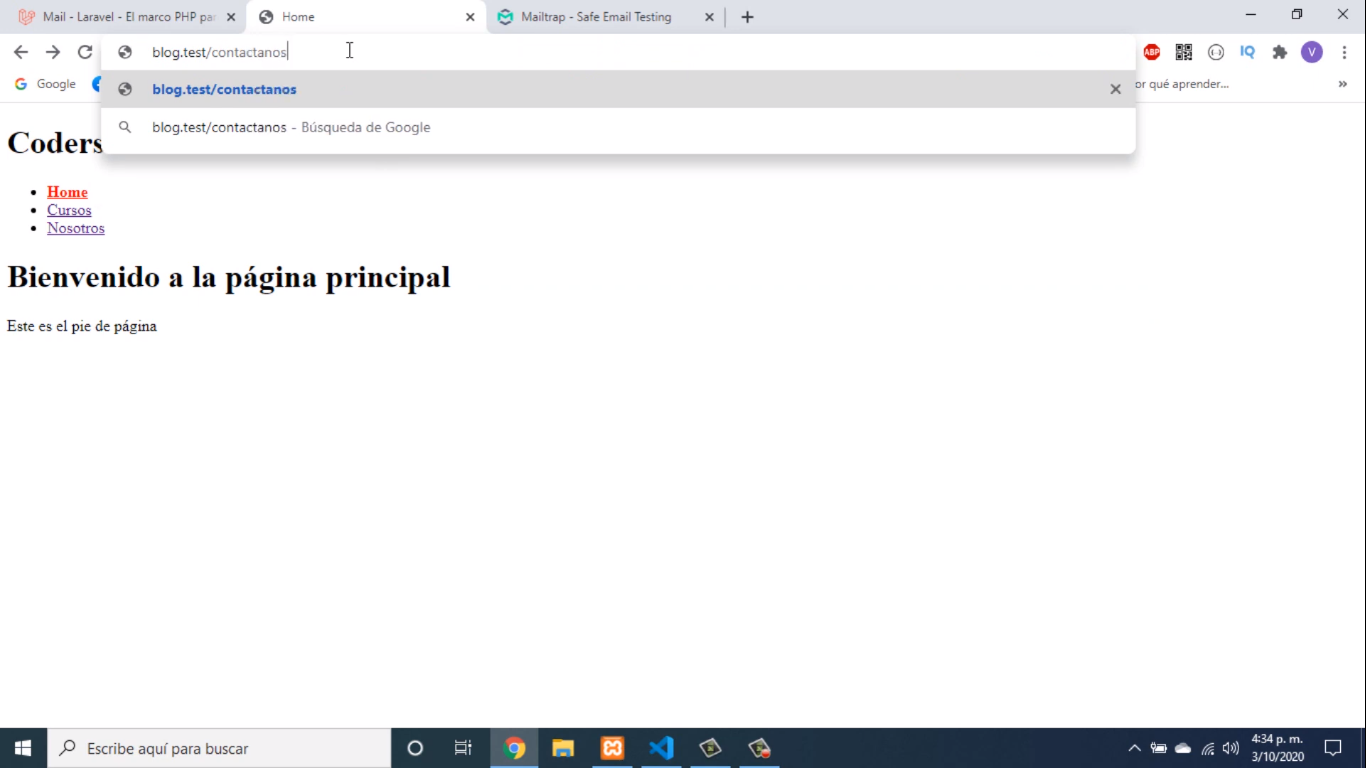 Mail - Laravel - El marco PHP par
Home
Mailtrap - Safe Email Testing
blog.test/contactanos
ABP
IQ
V
Google
or qué aprender...
»
blog.test/contactanos
blog.test/contactanos - Búsqueda de Google
Coders
Home
Cursos
Nosotros
Bienvenido a la página principal
Este es el pie de página
Escribe aquí para buscar
4:34 p. m.
3/10/2020